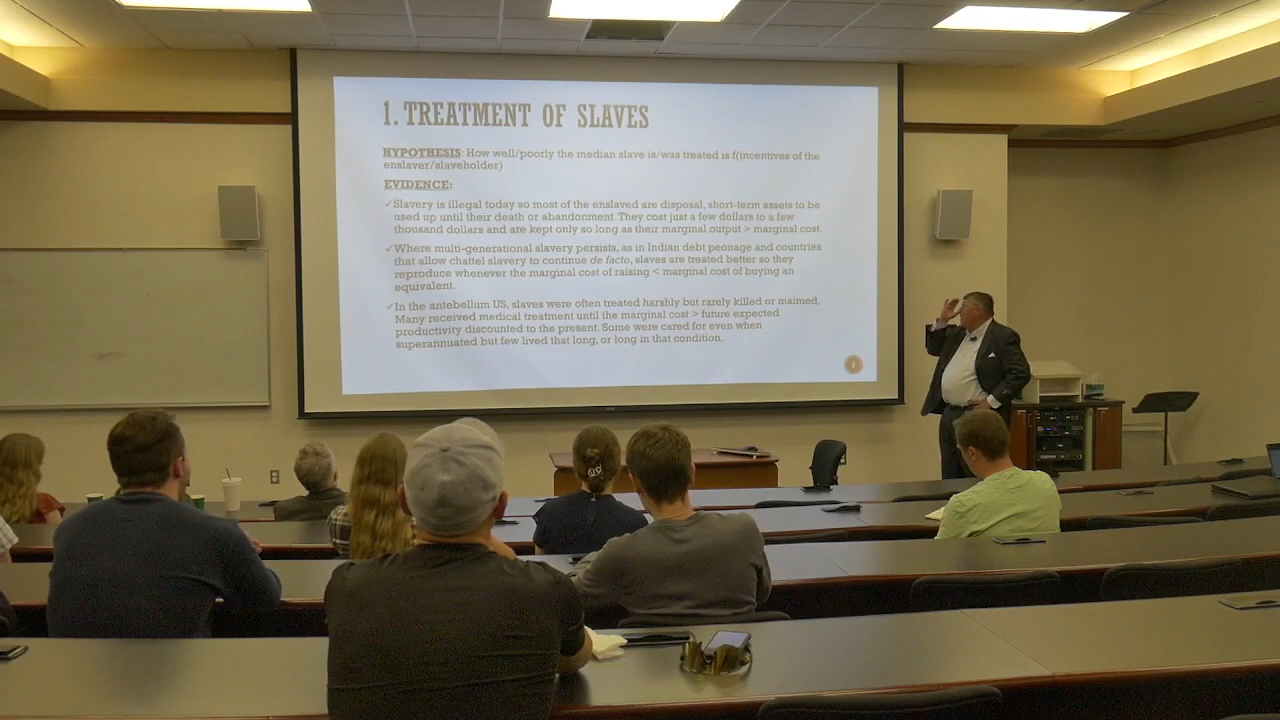 1. TREATMENT OF SLAVES
HYPOTHESIS: How well/poorly the median slave is/was treated is f(incentives of the
enslaver/slaveholder)
EVIDENCE:
✓Slavery is illegal today so most of the enslaved are disposal, short-term assets to be
used up until their death or abandonment. They cost just a few dollars to a few
thousand dollars and are kept only so long as their marginal output > marginal cost.
✓Where multi-generational slavery persists, as in Indian debt peonage and countries
that allow chattel slavery to continue de facto, slaves are treated better so they
reproduce whenever the marginal cost of raising < marginal cost of buying an
equivalent.
✓In the antebellum US, slaves were often treated harshly but rarely killed or maimed.
Many received medical treatment until the marginal cost > future expected
productivity discounted to the present. Some were cared for even when
superannuated but few lived that long, or long in that condition.